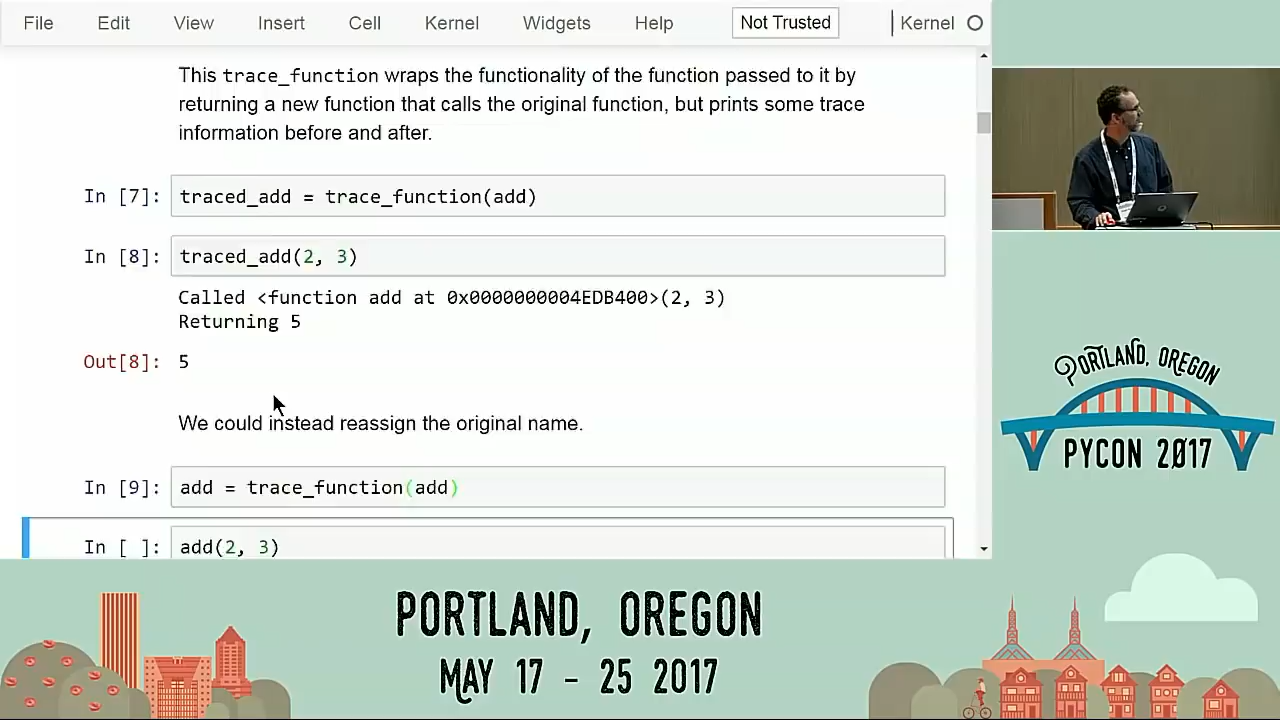 File Edit View Insert Cell Kernel Widgets Help Not Trusted Kernel
This trace_function wraps the functionality of the function passed to it by
returning a new function that calls the original function, but prints some trace
information before and after.
In [7]: traced_add = trace_function(add)
In [8]: traced_add(2, 3)
Called <function add at 0x0000000004EDB400>(2, 3)
Returning 5
Out[8]: 5
We could instead reassign the original name.
In [9]: add = trace_function(add)
In [ ]: add(2, 3)
PORTLAND, OREGON
PYCON 2017
PORTLAND, OREGON
MAY 17 - 25 2017